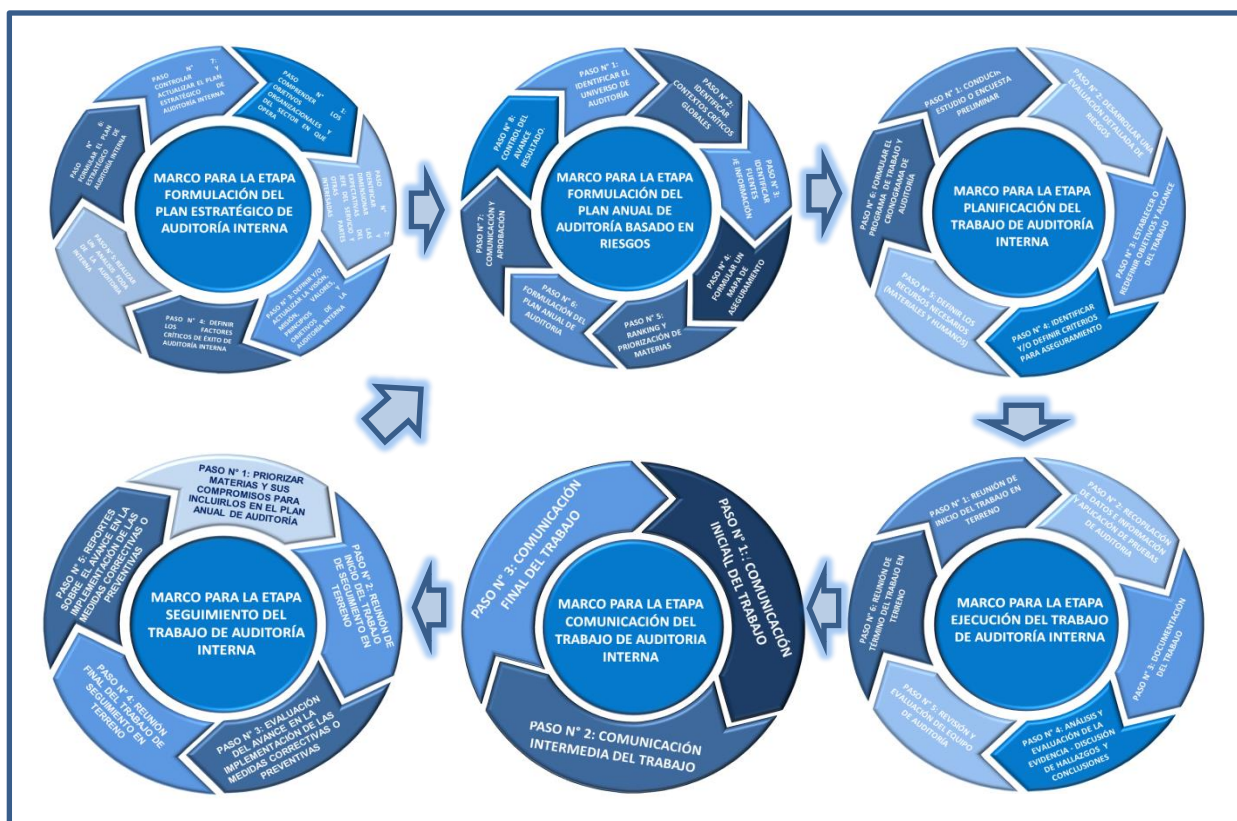 MARCO PARA LA ETAPA
FORMULACIÓN DEL
PLAN ESTRATÉGICO DE
AUDITORÍA INTERNA
PASO N°
COMPRENDER LOS
OBJETIVOS
ORGANIZACIONALES Y
DEL SECTOR EN QUE
OPERA
PASO N°
IDENTIFICAR Y
DIMENSIONAR LAS
EXPECTATIVAS DEL
JEFE DEL SERVICIO Y
OTRAS PARTES
INTERESADAS
PASO N° 3: DEFINIR Y/O
ACTUALIZAR LA VISIÓN,
MISIÓN, VALORES,
PRINCIPIOS Y
OBJETIVOS DE LA
AUDITORÍA INTERNA
PASO N° 4: DEFINIR
LOS FACTORES
CRÍTICOS DE ÉXITO DE
AUDITORÍA INTERNA
PASO N° 5: REALIZAR
UN ANÁLISIS FODA
DE LA AUDITORÍA
INTERNA
PASO N° 6:
FORMULAR EL PLAN
ESTRATÉGICO DE
AUDITORÍA INTERNA
PASO N° 7:
CONTROLAR Y
ACTUALIZAR EL PLAN
ESTRATÉGICO DE
AUDITORÍA INTERNA
MARCO PARA LA ETAPA
FORMULACIÓN DEL
PLAN ANUAL DE
AUDITORÍA BASADO EN
RIESGOS
PASO N° 1:
IDENTIFICAR EL
UNIVERSO DE
AUDITORÍA
PASO N° 2:
IDENTIFICAR
CONTEXTOS CRÍTICOS
GLOBALES
PASO N° 3:
IDENTIFICAR
FUENTES
DE INFORMACIÓN
PASO N° 4:
FORMULAR UN
MAPA DE
ASEGURAMIENTO
PASO N° 5:
RANKING Y
PRIORIZACIÓN DE
MATERIAS
PASO N° 6:
FORMULACIÓN DEL
PLAN ANUAL DE
AUDITORIA
PASO N° 7:
COMUNICACIÓN Y
APROBACIÓN
PASO N° 8:
CONTROL DEL
AVANCE
RESULTADO.
MARCO PARA LA ETAPA
PLANIFICACIÓN DEL
TRABAJO DE AUDITORÍA
INTERNA
PASO N° 1: CONDUCIR
ESTUDIO O ENCUESTA
PRELIMINAR
PASO N° 2: DESARROLLAR UNA
EVALUACIÓN DETALLADA DE
RIESGOS
PASO N° 3: ESTABLECER O
REDEFINIR OBJETIVOS Y ALCANCE
DEL TRABAJO
PASO N° 4: IDENTIFICAR
Y/O DEFINIR CRITERIOS
PARA ASEGURAMIENTO
PASO N° 5: DEFINIR LOS
RECURSOS NECESARIOS
(MATERIALES Y HUMANOS)
PASO N° 6: FORMULAR EL
PROGRAMA DE TRABAJO Y
CRONOGRAMA DE
AUDITORIA
MARCO PARA LA ETAPA
SEGUIMIENTO DEL
TRABAJO DE AUDITORÍA
INTERNA
PASO N° 1: PRIORIZAR
MATERIAS Y SUS
COMPROMISOS PARA
INCLUIRLOS EN EL PLAN
ANUAL DE AUDITORÍA
PASO N° 2: REUNIÓN DE
INICIO DEL TRABAJO
DE SEGUIMIENTO EN
TERRENO
PASO N° 3: EVALUACIÓN
DEL AVANCE EN LA
IMPLEMENTACIÓN DE LAS
MEDIDAS CORRECTIVAS O
PREVENTIVAS
PASO N° 4: REUNIÓN
FINAL DEL TRABAJO DE
SEGUIMIENTO EN
TERRENO
PASO N° 5: REPORTES
SOBRE EL AVANCE EN LA
IMPLEMENTACIÓN DE LAS
MEDIDAS CORRECTIVAS O
PREVENTIVAS
MARCO PARA LA ETAPA
COMUNICACIÓN DEL
TRABAJO DE AUDITORIA
INTERNA
PASO N° 1: COMUNICACIÓN
INICIAL DEL TRABAJO
PASO N° 2: COMUNICACIÓN
INTERMEDIA DEL TRABAJO
PASO N° 3: COMUNICACIÓN
FINAL DEL TRABAJO
MARCO PARA LA ETAPA
EJECUCIÓN DEL TRABAJO
DE AUDITORÍA INTERNA
PASO N° 1: REUNIÓN DE
INICIO DEL TRABAJO EN
TERRENO
PASO N° 2: RECOPILACIÓN
DE DATOS E INFORMACIÓN
Y APLICACIÓN DE PRUEBAS
DE AUDITORIA
PASO N° 3: DOCUMENTACIÓN
DEL TRABAJO
PASO N° 4: ANÁLISIS Y
EVALUACIÓN DE LA
EVIDENCIA - DISCUSIÓN
DE HALLAZGOS Y
CONCLUSIONES
PASO N° 5: REVISIÓN Y
EVALUACIÓN DEL EQUIPO
DE AUDITORÍA
PASO N° 6: REUNIÓN DE
TÉRMINO DEL TRABAJO EN
TERRENO